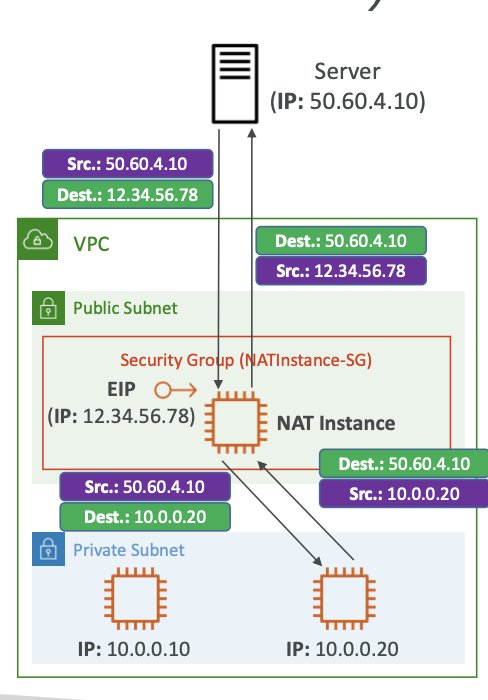 Server
(IP: 50.60.4.10)
Src.: 50.60.4.10
Dest.: 12.34.56.78
VPC
Dest.: 50.60.4.10
Src.: 12.34.56.78
Public Subnet
Security Group (NATInstance-SG)
EIP
(IP: 12.34.56.78)
NAT Instance
Dest.: 50.60.4.10
Src.: 10.0.0.20
Src.: 50.60.4.10
Dest.: 10.0.0.20
Private Subnet
IP: 10.0.0.10
IP: 10.0.0.20